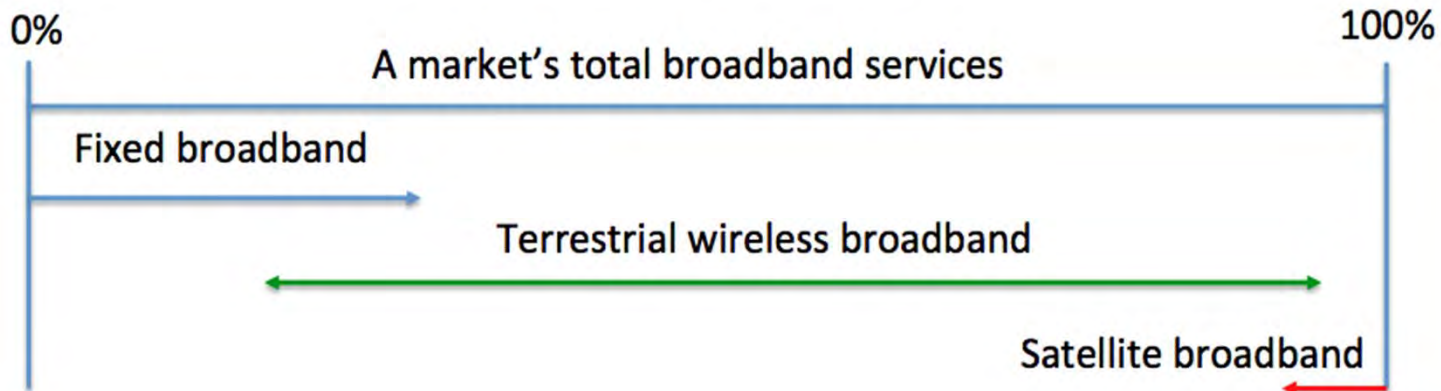 0%
100%
A market's total broadband services
Fixed broadband
Terrestrial wireless broadband
Satellite broadband